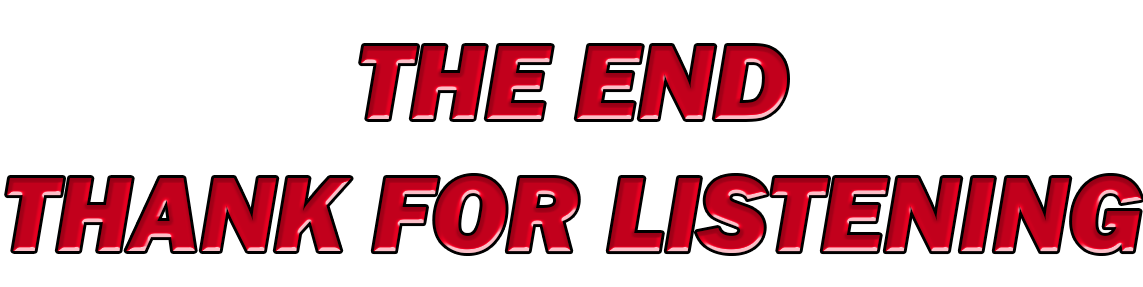 THE END
THANK FOR LISTENING